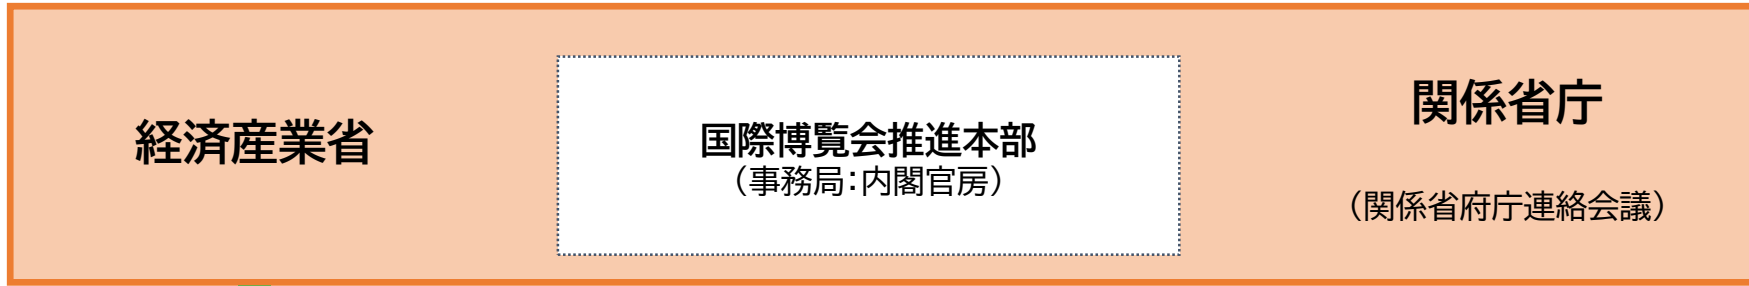 経済産業省
国際博覧会推進本部
（事務局：内閣官房）
関係省庁
（関係省府庁連絡会議）